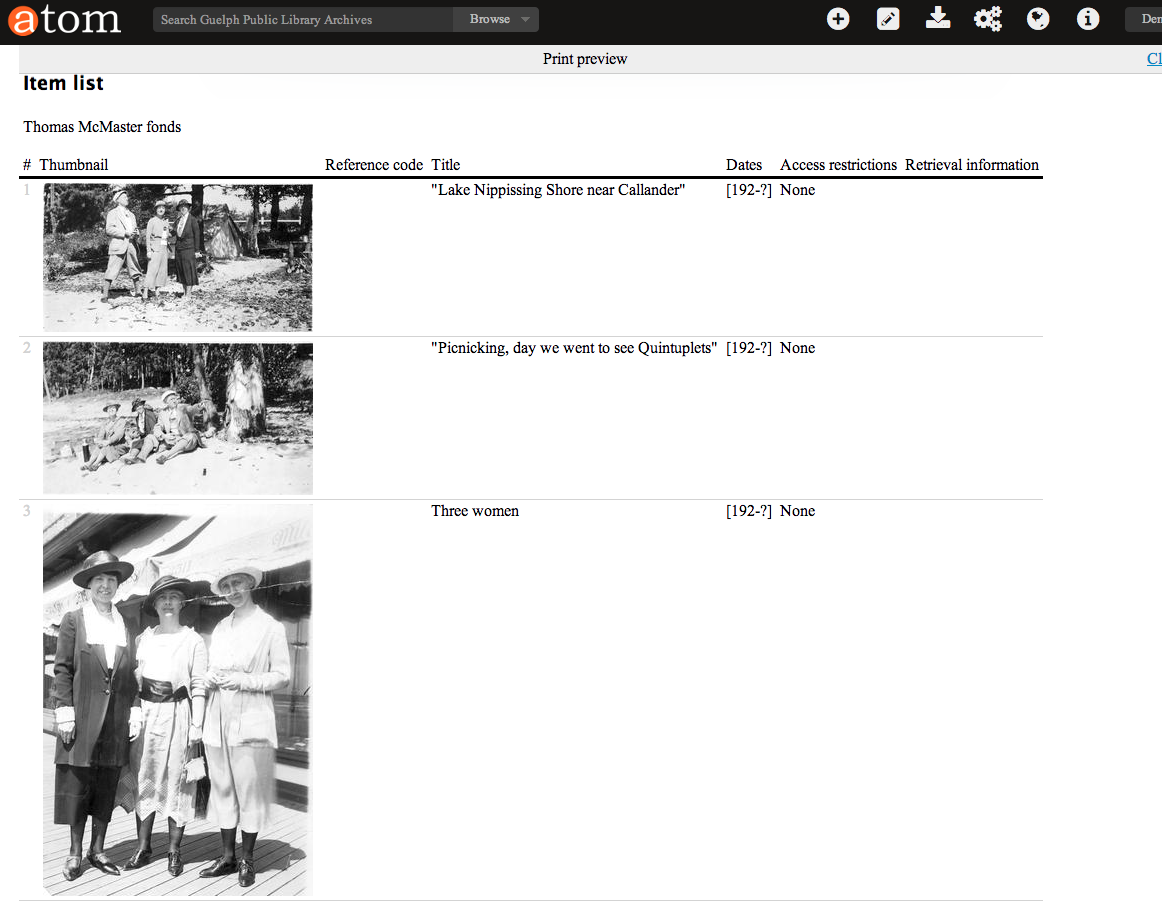 atom Search Guelph Public Library Archives Browse
Print preview
Item list
Thomas McMaster fonds
# Thumbnail Reference code Title Dates Access restrictions Retrieval information
1 "Lake Nippissing Shore near Callander" [192-?] None
2 "Picnicking, day we went to see Quintuplets" [192-?] None
3 Three women [192-?] None